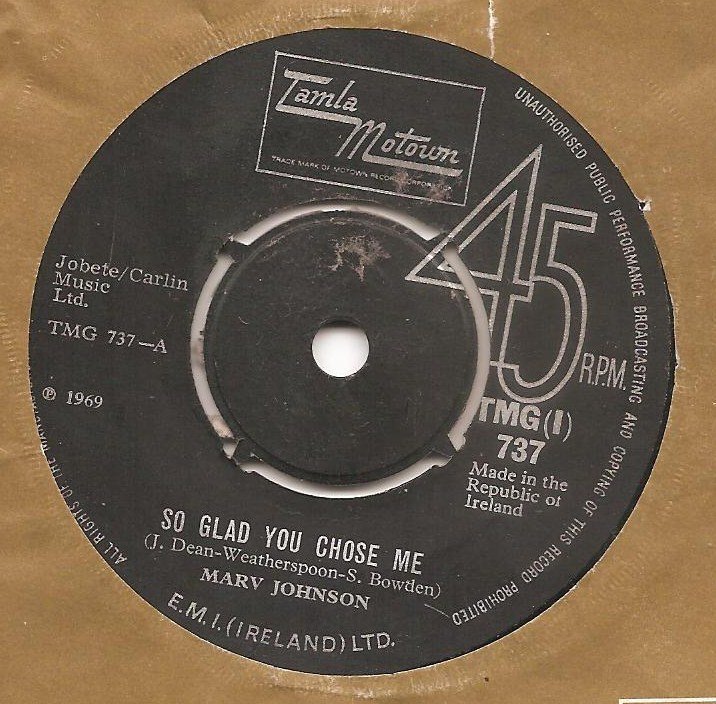 Tamla
Motown
TRADE MARK OF MOTOWN RECORD CORPORATION
45
R.P.M.
TMG(I)
737
Made in the
Republic of
Ireland
Jobete/Carlin
Music
Ltd.
TMG 737—A
℗ 1969
SO GLAD YOU CHOSE ME
(J. Dean-Weatherspoon-S. Bowden)
MARV JOHNSON
E.M.I.(IRELAND)LTD.
ALL RIGHTS OF THE
UNAUTHORISED PUBLIC PERFORMANCE BROADCASTING AND COPYING OF THIS RECORD PROHIBITED